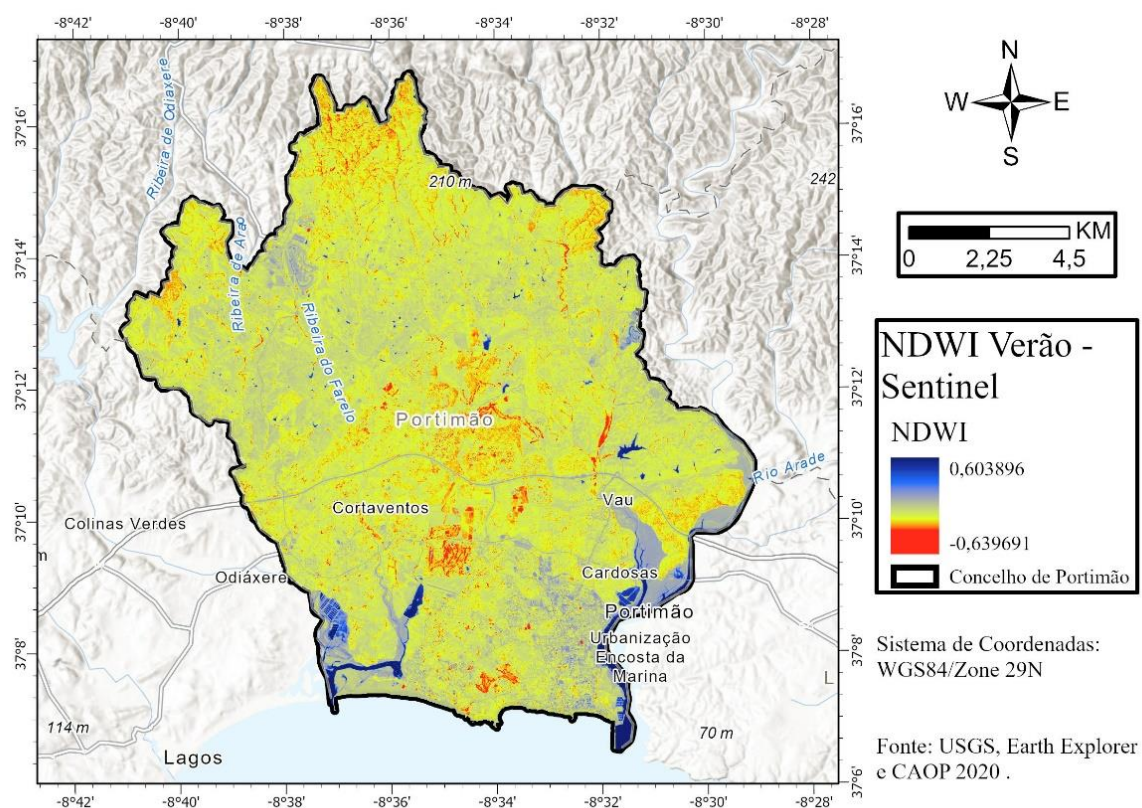 -8°42' -8°40' -8°38' -8°36' -8°34' -8°32' -8°30' -8°28'
37°16' 37°16'
37°14' 37°14'
37°12' 37°12'
37°10' 37°10'
37°8' 37°8'
37°6'
-8°42' -8°40' -8°38' -8°36' -8°34' -8°32' -8°30' -8°28'
Ribeira de Odiaxere
210 m
242
Ribeira de Arao
Ribeira do Farelo
Portimão
Rio Arade
Cortaventos
Vau
Colinas Verdes
m
Odiáxere
Cardosas
Portimão
Urbanização
Encosta da
Marina
L
114 m
70 m
Lagos
N
W E
S
KM
0 2,25 4,5
NDWI Verão -
Sentinel
NDWI
0,603896
-0,639691
Concelho de Portimão
Sistema de Coordenadas:
WGS84/Zone 29N
Fonte: USGS, Earth Explorer
e CAOP 2020 .